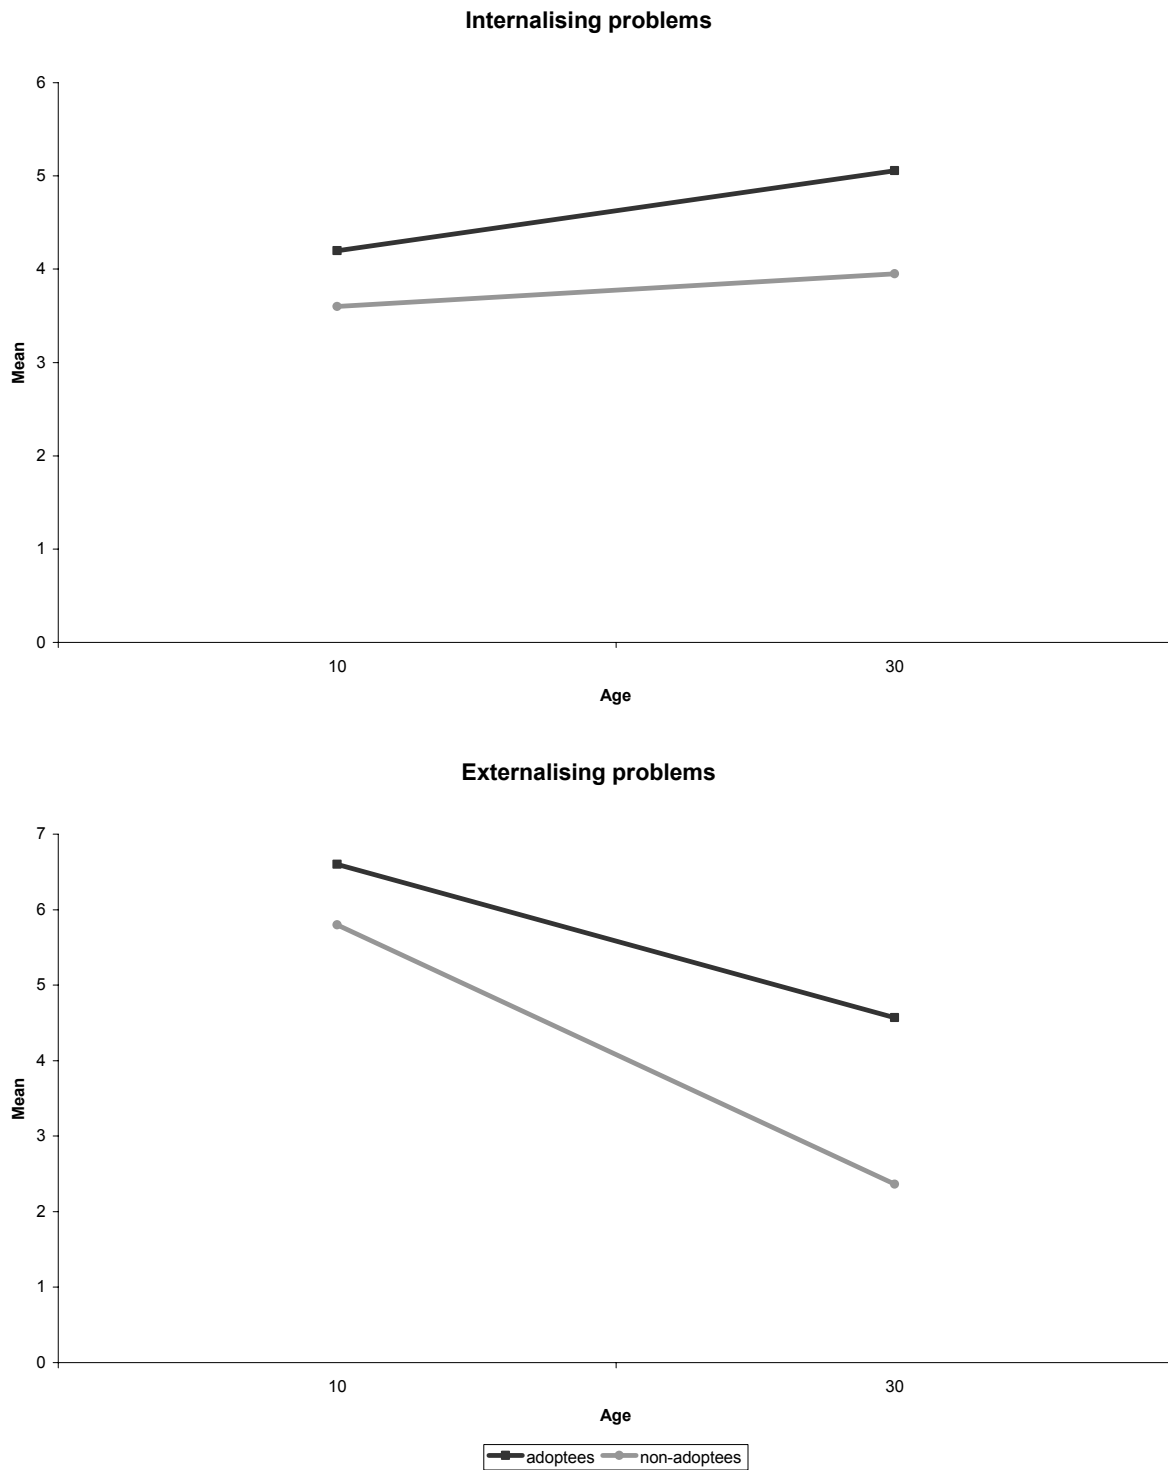 Internalising problems
6
5
4
3
2
1
0
Mean
10 30
Age
Externalising problems
7
6
5
4
3
2
1
0
Mean
10 30
Age
adoptees non-adoptees